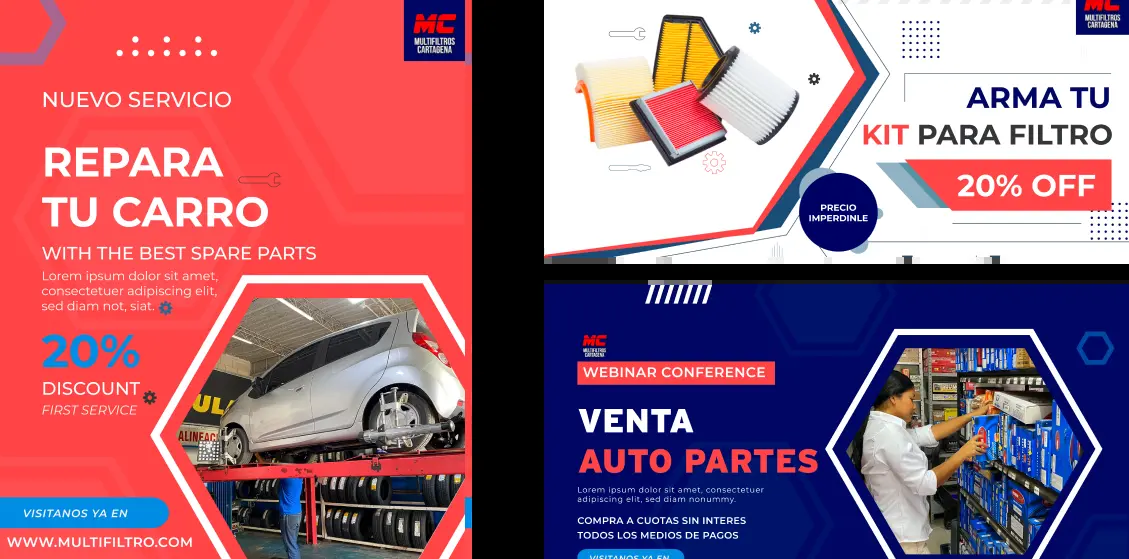 MC
MULTIFILTROS
CARTAGENA
NUEVO SERVICIO
REPARA
TU CARRO
WITH THE BEST SPARE PARTS
Lorem ipsum dolor sit amet,
consectetuer adipiscing elit,
sed diam not, siat.
20%
DISCOUNT
FIRST SERVICE
ULA
ALINEACI
VISITANOS YA EN
WWW.MULTIFILTRO.COM
MC
MULTIFILTROS
CARTAGENA
ARMA TU
KIT PARA FILTRO
20% OFF
PRECIO
IMPERDINLE
MC
MULTIFILTROS
CARTAGENA
WEBINAR CONFERENCE
VENTA
AUTO PARTES
Lorem ipsum dolor sit amet, consectetuer
adipiscing elit, sed diam nonummy.
COMPRA A CUOTAS SIN INTERES
TODOS LOS MEDIOS DE PAGOS
VISITANOS YA EN